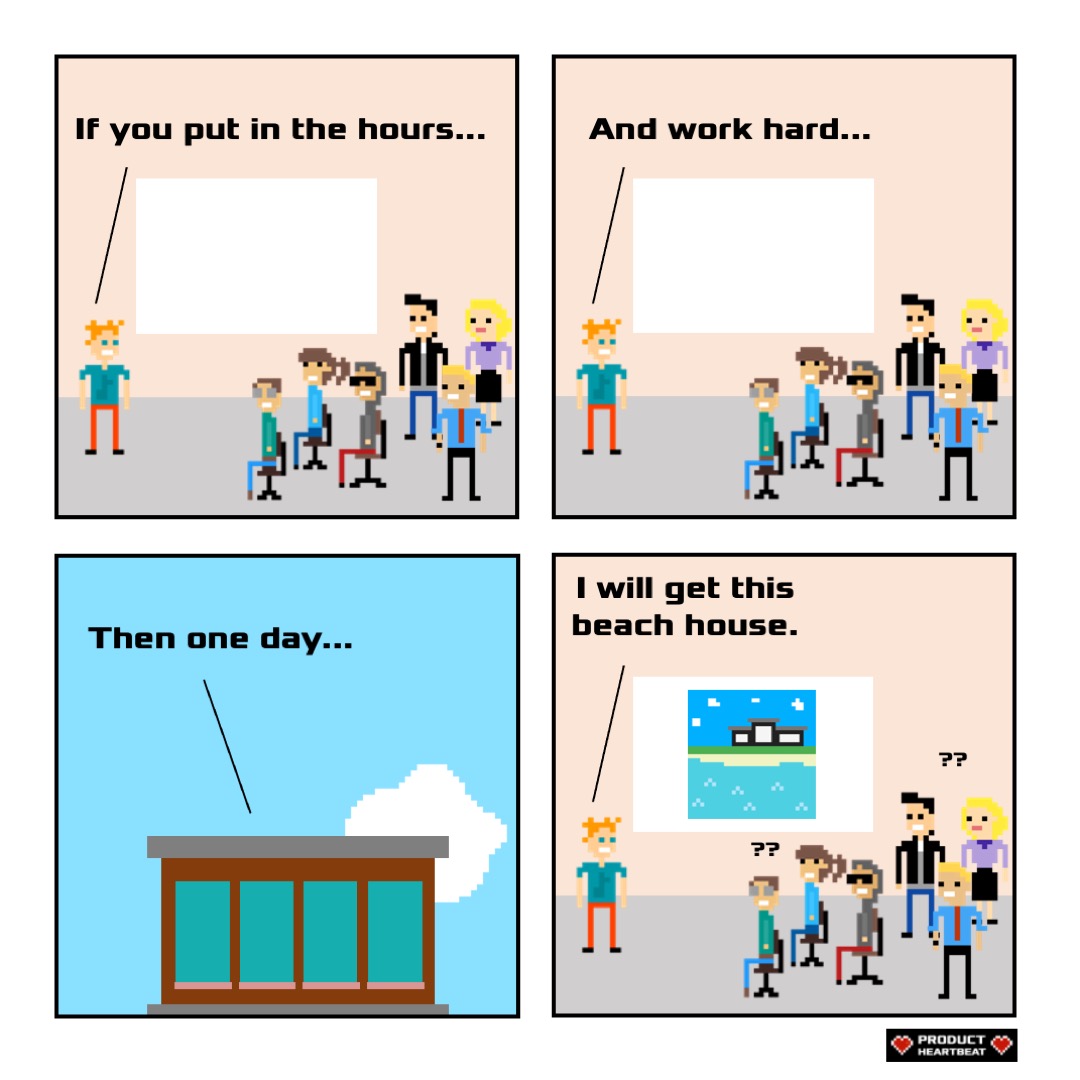 If you put in the hours...
And work hard...
Then one day...
I will get this
beach house.
??
??
PRODUCT
HEARTBEAT